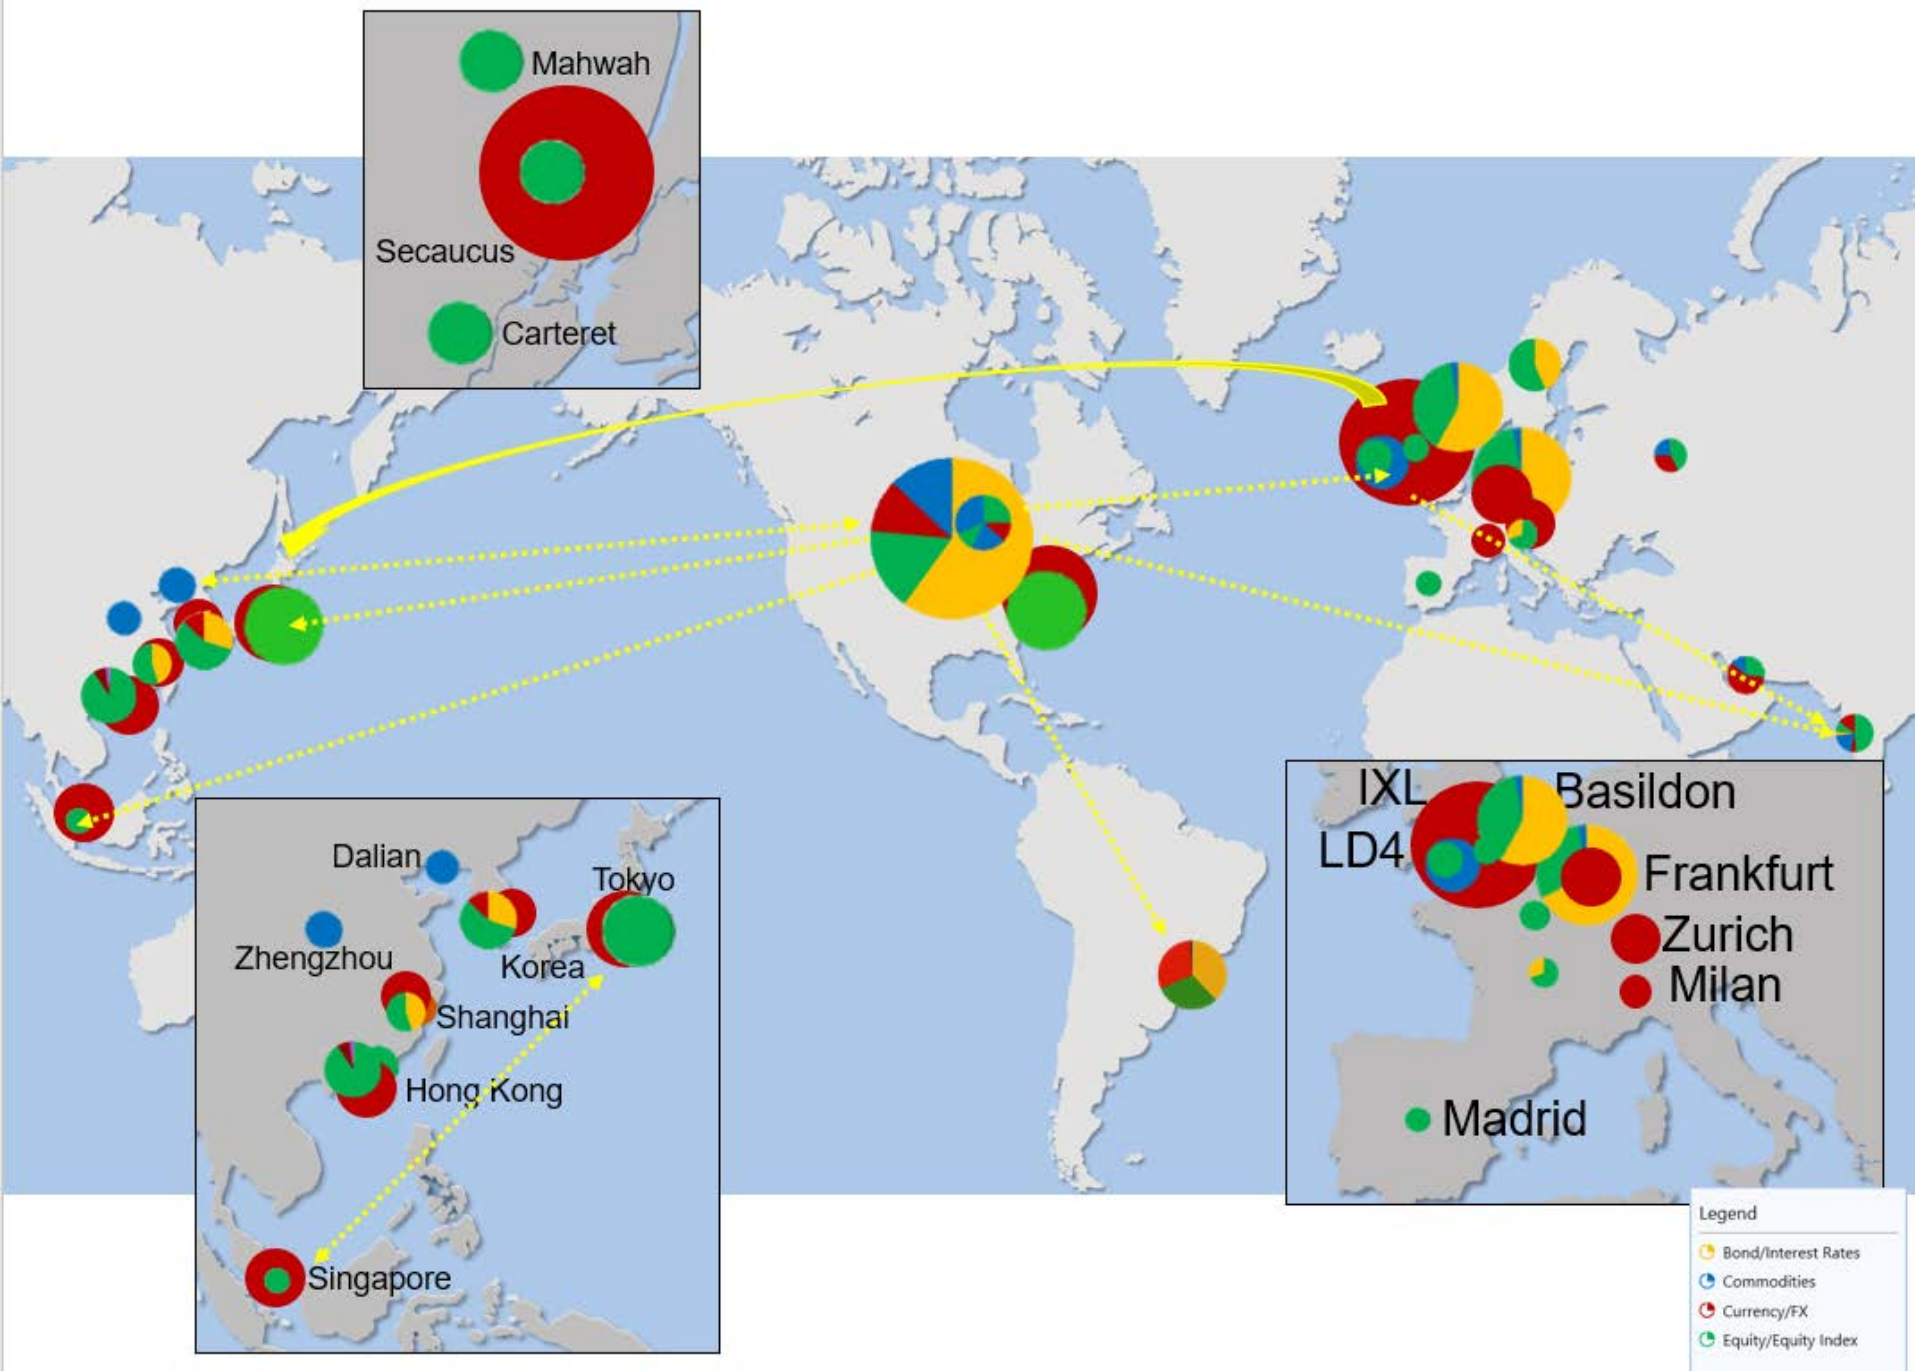 Mahwah
Secaucus
Carteret
Dalian
Tokyo
Zhengzhou
Korea
Shanghai
Hong Kong
Singapore
IXL
Basildon
LD4
Frankfurt
Zurich
Milan
Madrid
Legend
Bond/Interest Rates
Commodities
Currency/FX
Equity/Equity Index